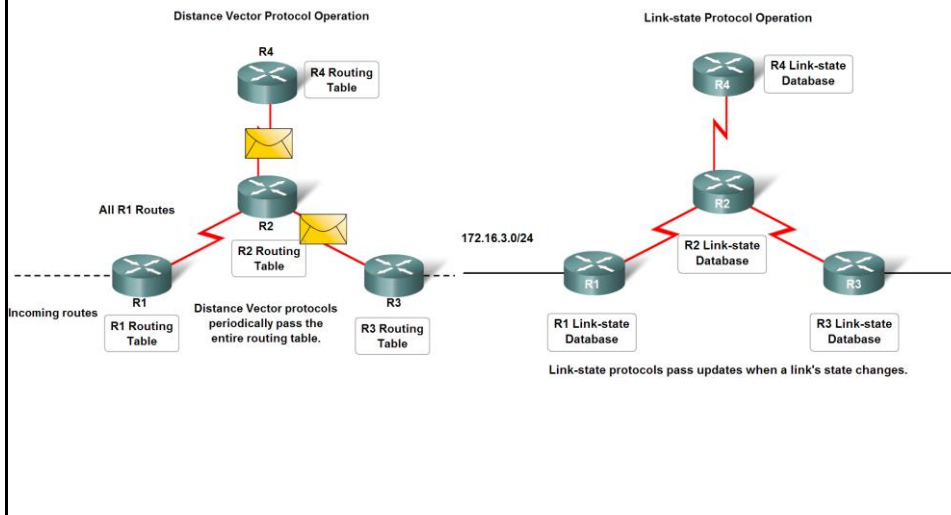 Distance Vector Protocol Operation
R4
R4 Routing
Table
All R1 Routes
R2
R2 Routing
Table
R1
Incoming routes
R1 Routing
Table
Distance Vector protocols
periodically pass the
entire routing table.
R3
R3 Routing
Table
Link-state Protocol Operation
R4
R4 Link-state
Database
R2
172.16.3.0/24
R2 Link-state
Database
R1
R3
R1 Link-state
Database
R3 Link-state
Database
Link-state protocols pass updates when a link's state changes.